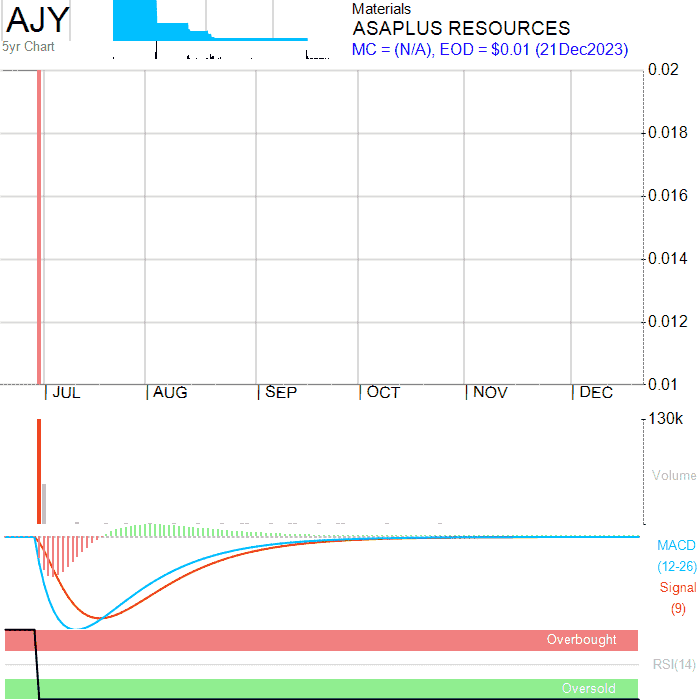 AJY
5yr Chart
Materials
ASAPLUS RESOURCES
MC = (N/A), EOD = $0.01 (21Dec2023)
0.02
0.018
0.016
0.014
0.012
0.01
JUL AUG SEP OCT NOV DEC
130k
Volume
MACD
(12-26)
Signal
(9)
Overbought
RSI(14)
Oversold